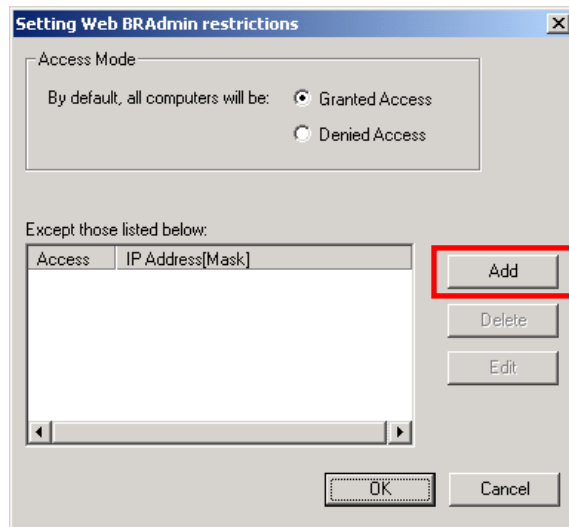 Setting Web BRAdmin restrictions
Access Mode
By default, all computers will be:
Granted Access
Denied Access
Except those listed below:
Access IP Address[Mask]
Add
Delete
Edit
OK Cancel